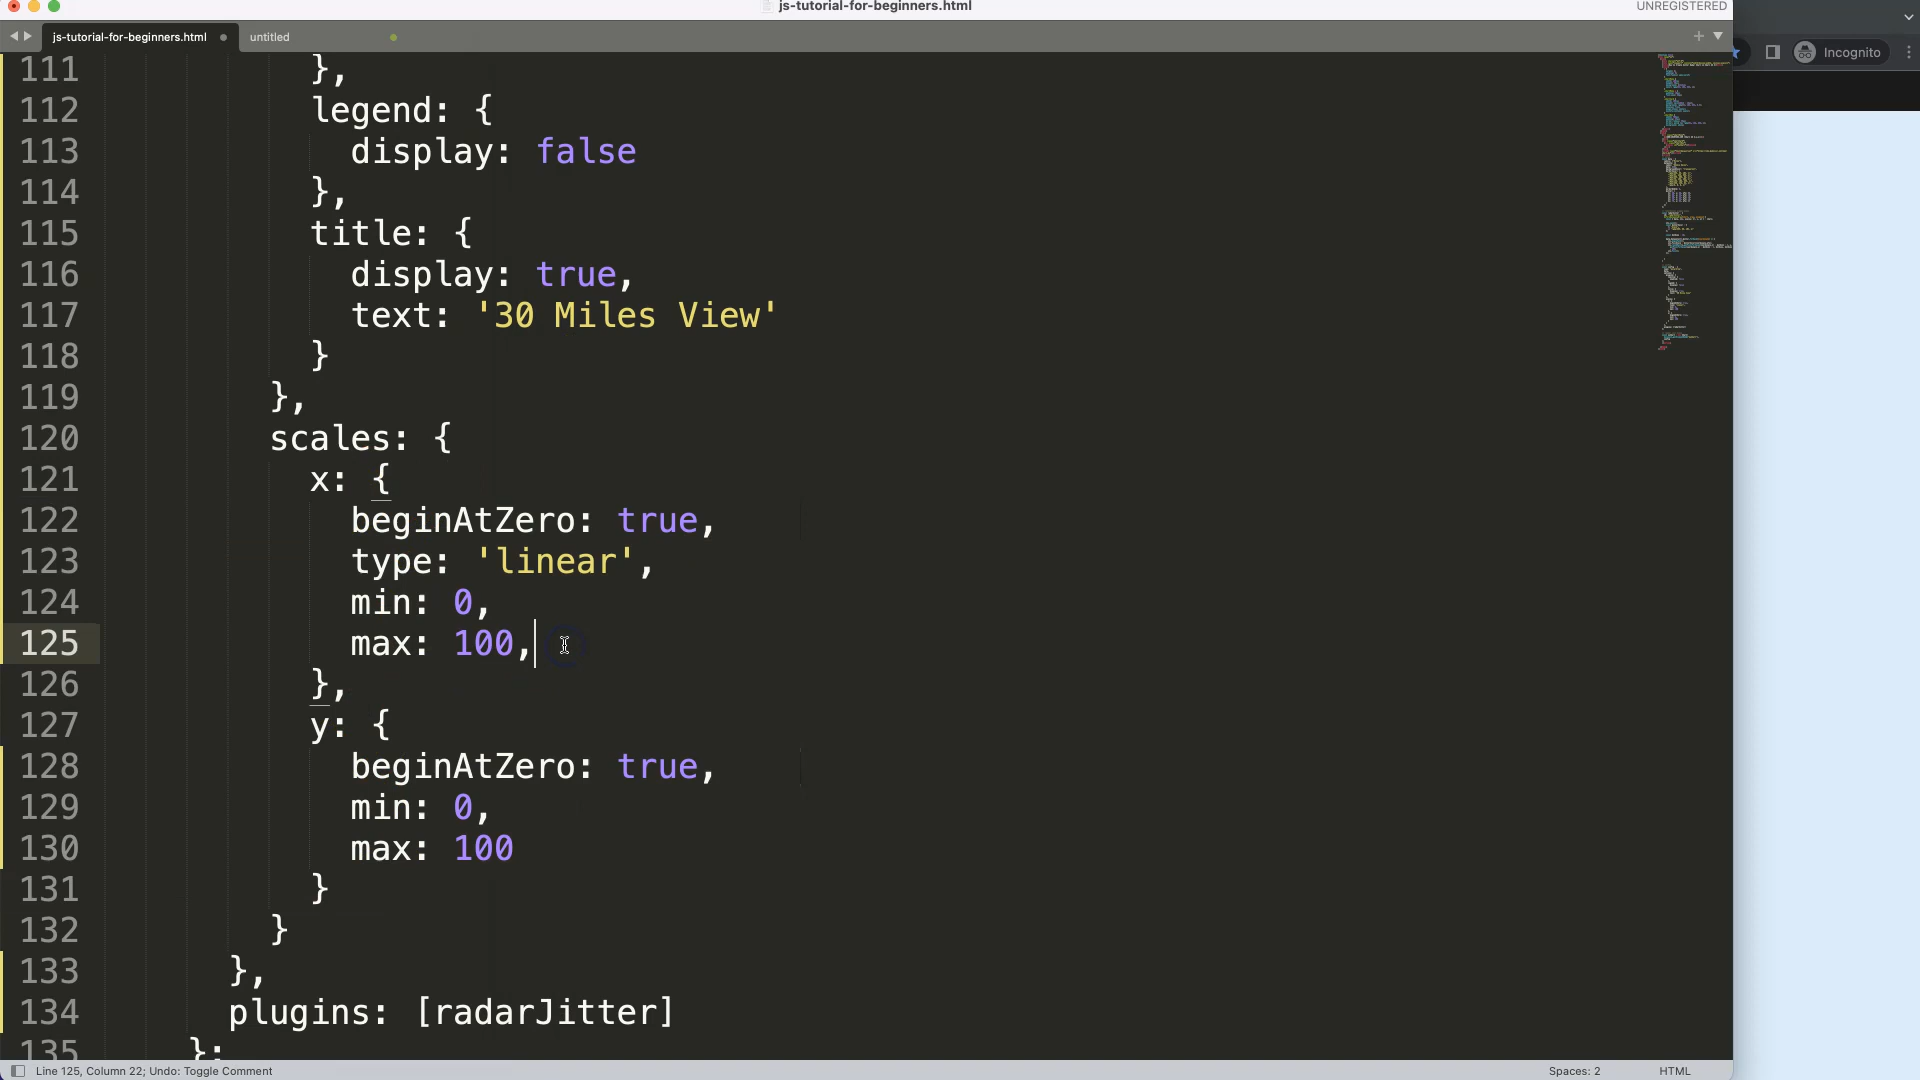 js-tutorial-for-beginners.html
UNREGISTERED
js-tutorial-for-beginners.html
untitled
Incognito
111 },
112 legend: {
113 display: false
114 },
115 title: {
116 display: true,
117 text: '30 Miles View'
118 }
119 },
120 scales: {
121 x: {
122 beginAtZero: true,
123 type: 'linear',
124 min: 0,
125 max: 100,
126 },
127 y: {
128 beginAtZero: true,
129 min: 0,
130 max: 100
131 }
132 }
133 },
134 plugins: [radarJitter]
135 };
Line 125, Column 22; Undo: Toggle Comment
Spaces: 2
HTML